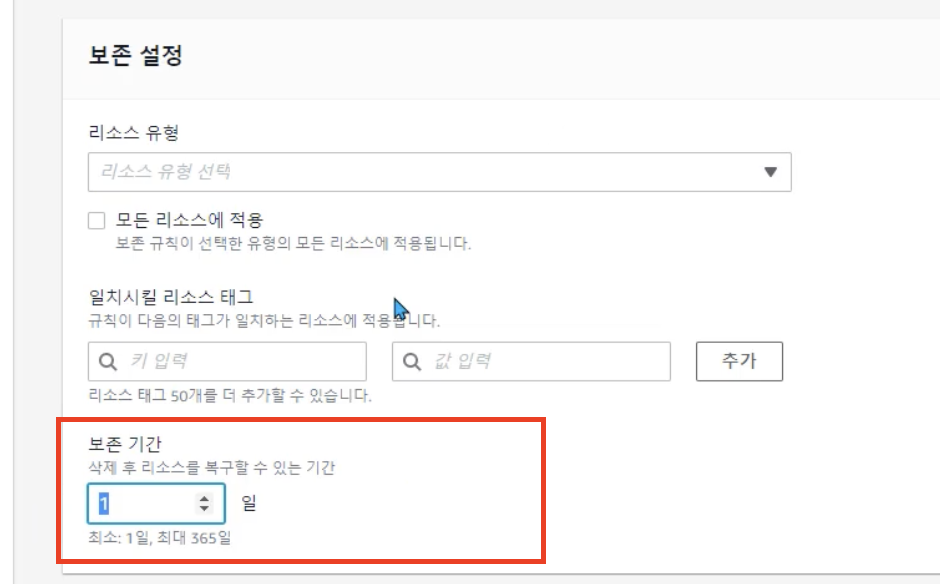 보존 설정
리소스 유형
리소스 유형 선택
모든 리소스에 적용
보존 규칙이 선택한 유형의 모든 리소스에 적용됩니다.
일치시킬 리소스 태그
규칙이 다음의 태그가 일치하는 리소스에 적용됩니다.
키 입력 값 입력 추가
리소스 태그 50개를 더 추가할 수 있습니다.
보존 기간
삭제 후 리소스를 복구할 수 있는 기간
1 일
최소: 1일, 최대 365일